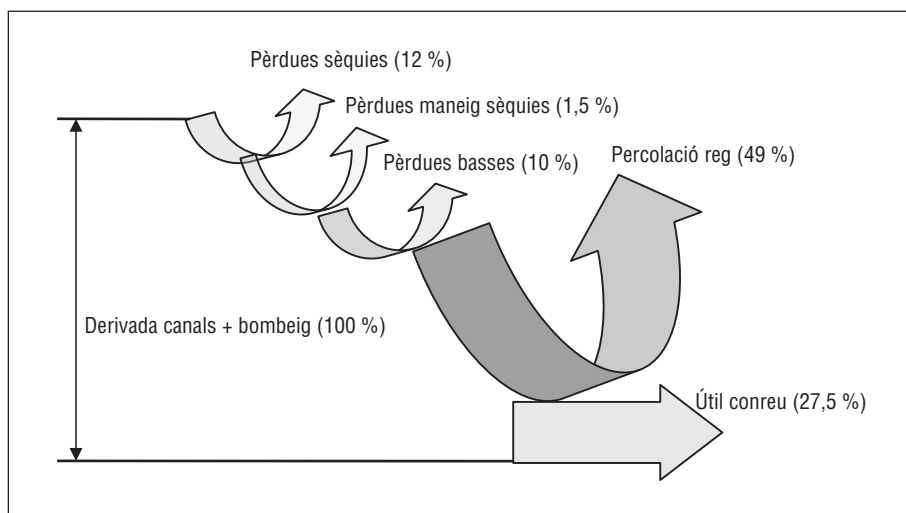 Pèrdues sèquies (12 %)
Pèrdues maneig sèquies (1,5 %)
Pèrdues basses (10 %)
Percolació reg (49 %)
Derivada canals + bombeig (100 %)
Útil conreu (27,5 %)